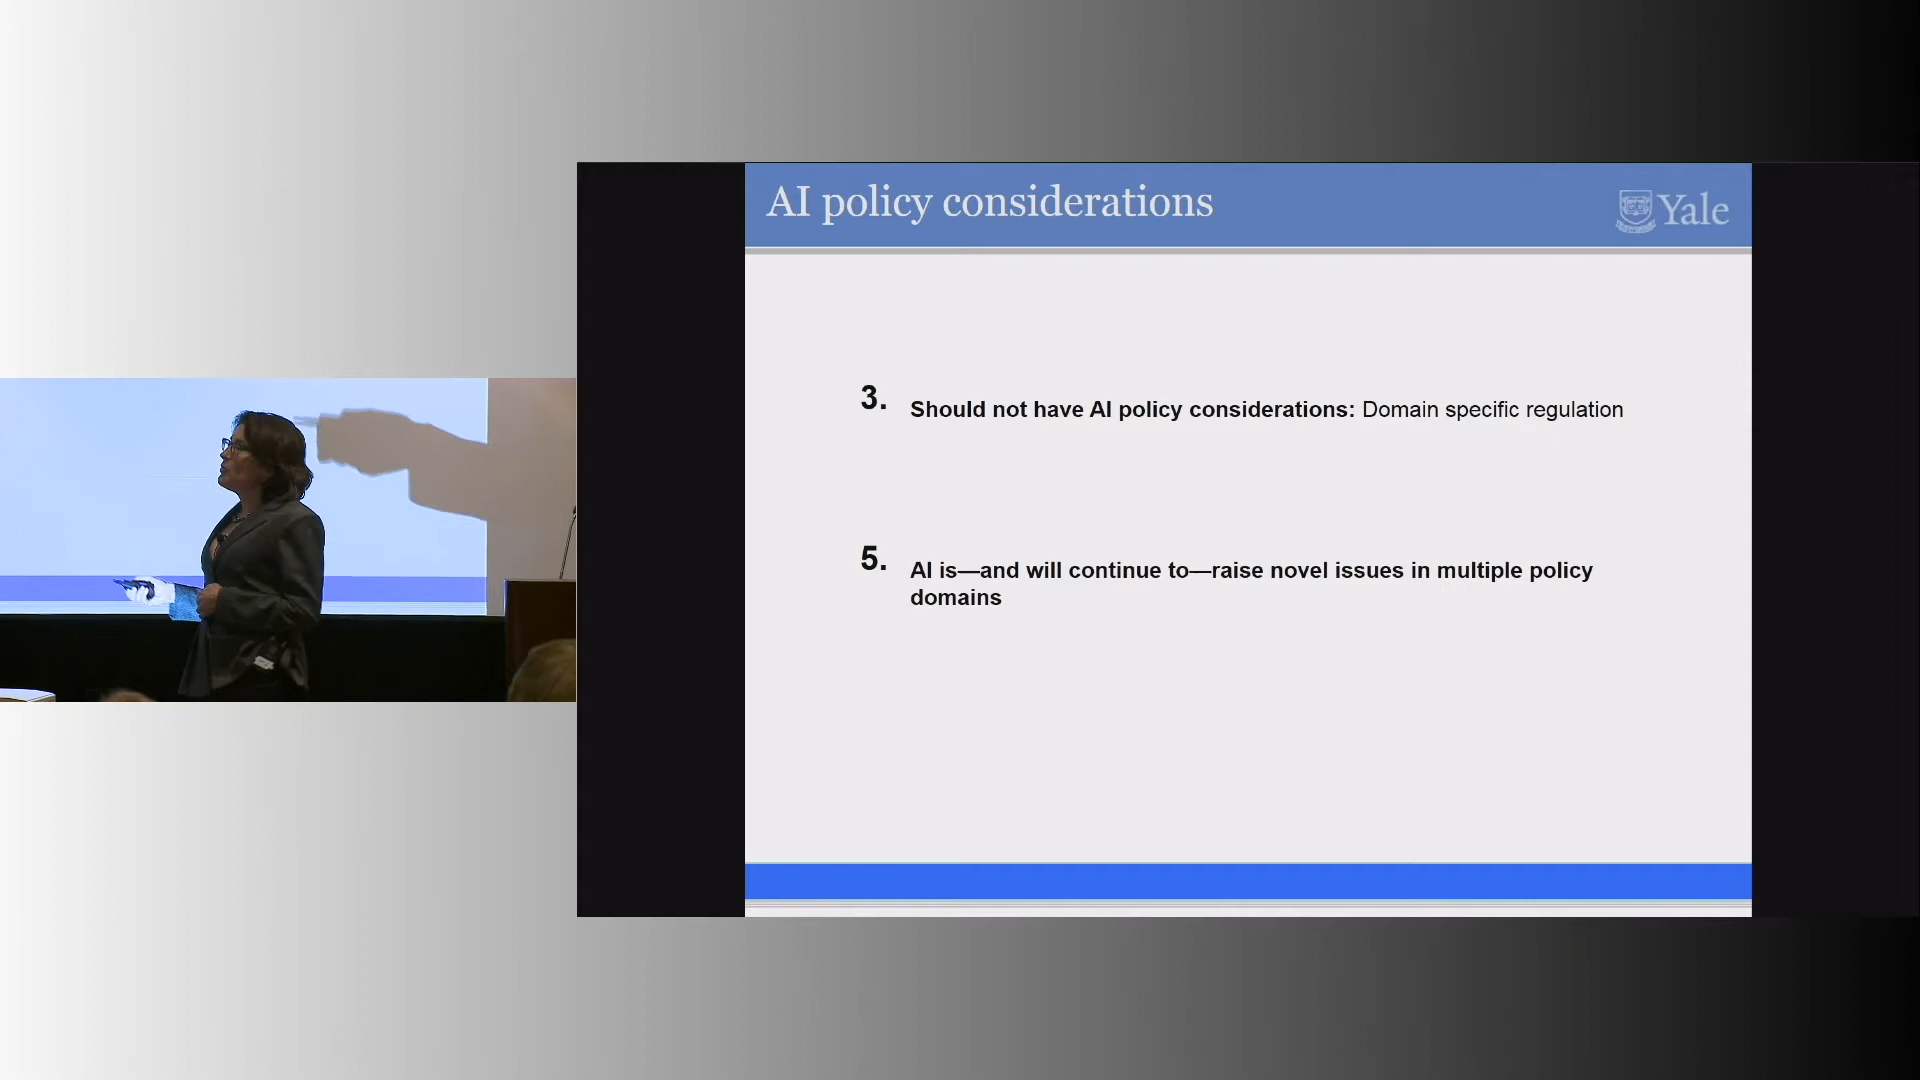 AI policy considerations
Yale
3. Should not have AI policy considerations: Domain specific regulation
5. AI is—and will continue to—raise novel issues in multiple policy
domains